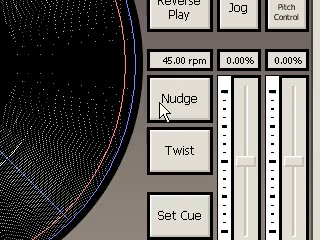 Reverse
Play
Jog
Pitch
Control
45.00 rpm
0.00%
0.00%
Nudge
Twist
Set Cue